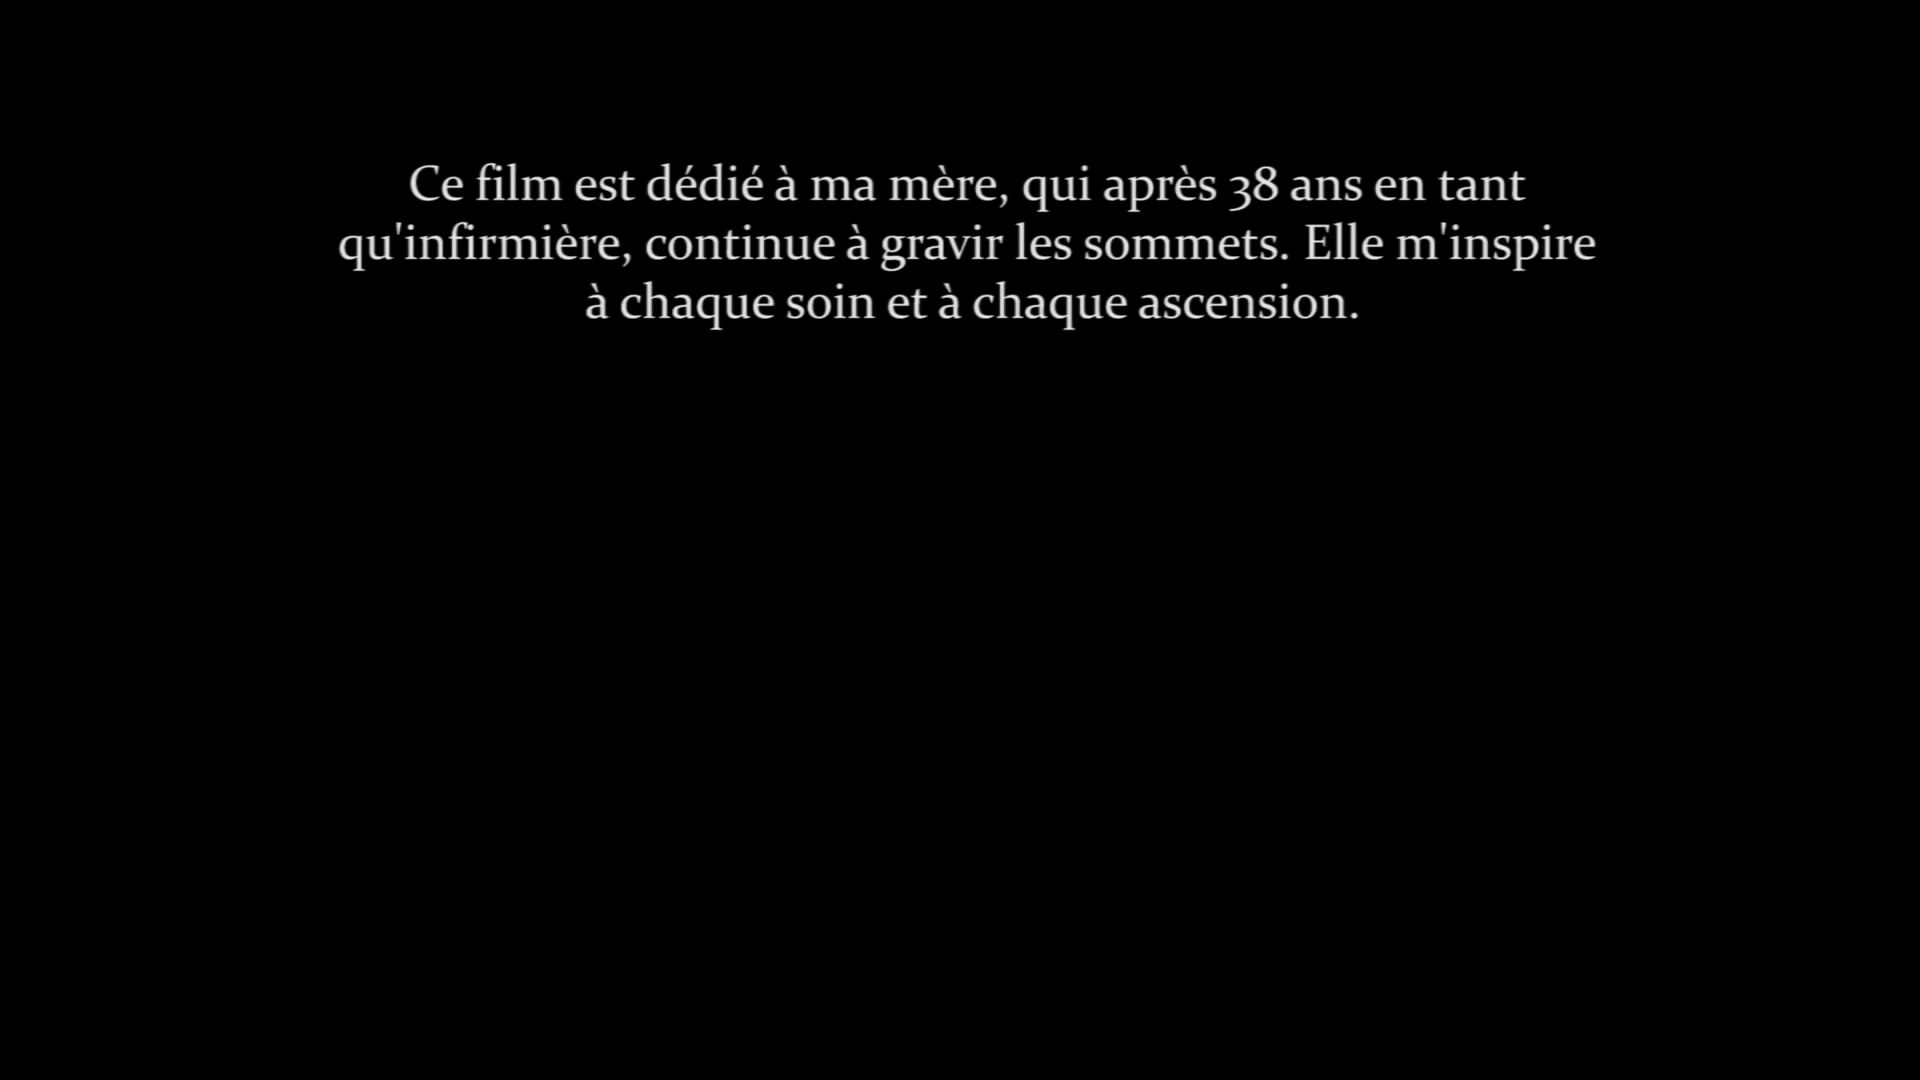 Ce film est dédié à ma mère, qui après 38 ans en tant
qu'infirmière, continue à gravir les sommets. Elle m'inspire
à chaque soin et à chaque ascension.